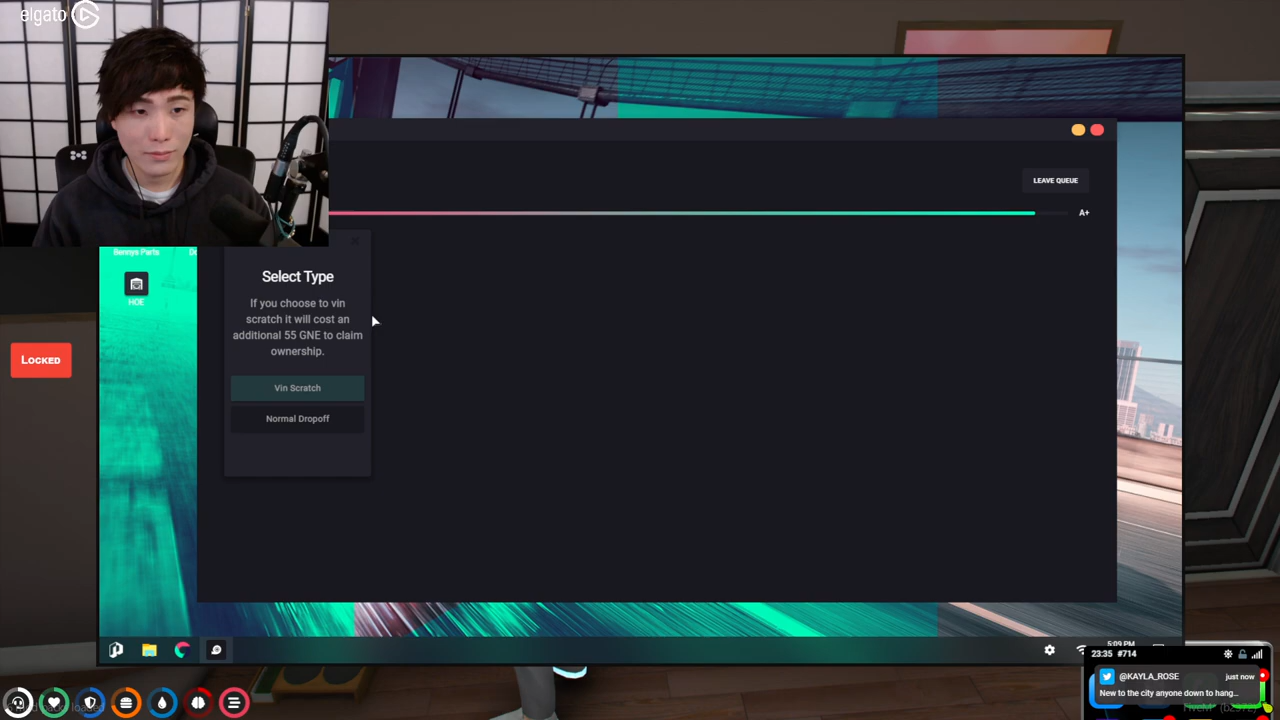 elgato
LEAVE QUEUE
A+
Bennys Parts
HOE
Select Type
If you choose to vin
scratch it will cost an
additional 55 GNE to claim
ownership.
Vin Scratch
Normal Dropoff
LOCKED
5:09 PM
23:35 #714
@KAYLA_ROSE
just now
New to the city anyone down to hang...